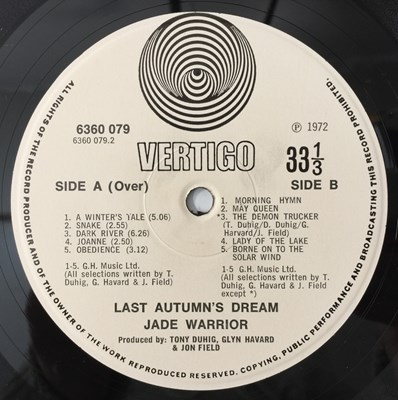 ALL RIGHTS OF THE RECORD PRODUCER AND OF THE OWNER OF THE WORK REPRODUCED RESERVED. COPYING, PUBLIC PERFORMANCE AND BROADCASTING THIS RECORD PROHIBITED.
6360 079
6360 079.2
VERTIGO
℗ 1972
33 1/3
SIDE A (Over)
1. A WINTER'S TALE (5.06)
2. SNAKE (2.55)
3. DARK RIVER (6.26)
4. JOANNE (2.50)
5. OBEDIENCE (3.12)
1-5 G.H. Music Ltd.
(All selections written by T.
Duhig, G. Havard & J. Field)
SIDE B
1. MORNING HYMN
2. MAY QUEEN
*3. THE DEMON TRUCKER
(T. Duhig/D. Duhig/G.
Harvard/J. Field)
4. LADY OF THE LAKE
5. BORNE ON TO THE
SOLAR WIND
1-5 G.H. Music Ltd.
(All selections written by T.
Duhig, G. Havard & J. Field
except *)
LAST AUTUMN'S DREAM
JADE WARRIOR
Produced by: TONY DUHIG, GLYN HAVARD
& JON FIELD